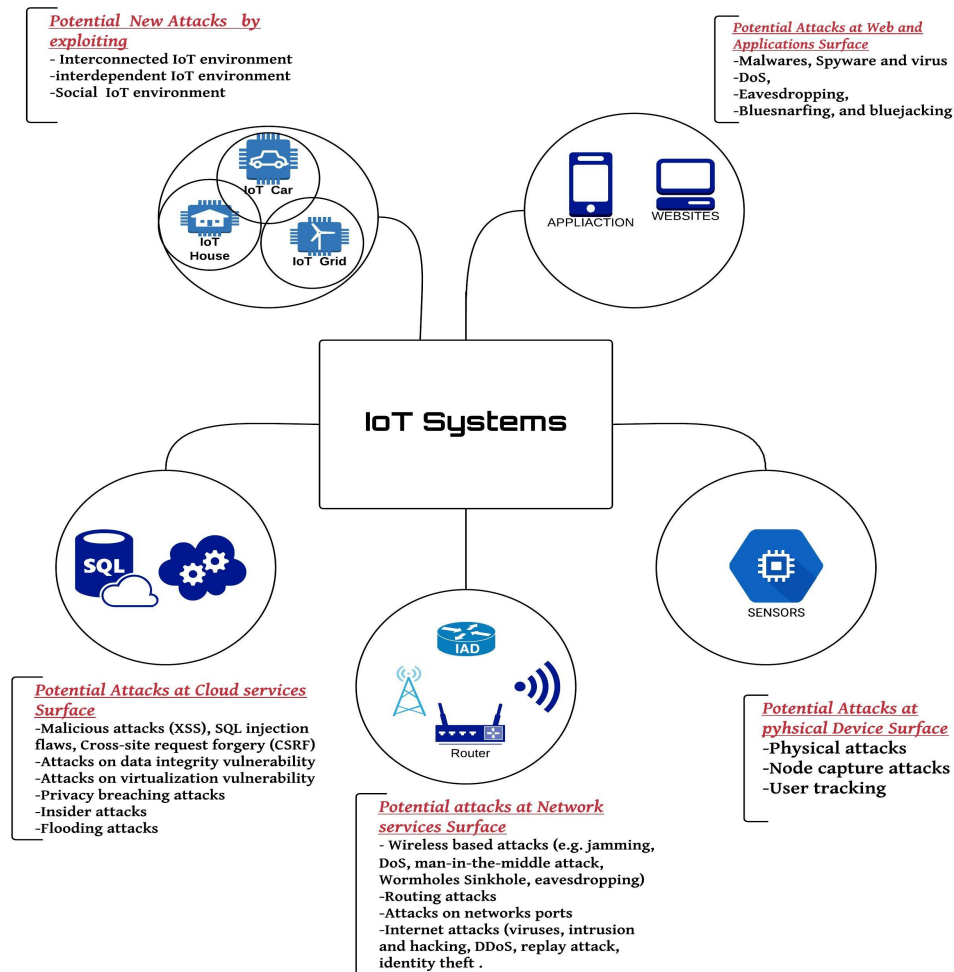 Potential New Attacks by
exploiting
- Interconnected IoT environment
-interdependent IoT environment
-Social IoT environment
Potential Attacks at Web and
Applications Surface
-Malwares, Spyware and virus
-DoS,
-Eavesdropping,
-Bluesnarfing, and bluejacking
IoT Car
IoT
House
IoT Grid
APPLIACTION
WEBSITES
IoT Systems
SQL
IAD
Router
SENSORS
Potential Attacks at Cloud services
Surface
-Malicious attacks (XSS), SQL injection
flaws, Cross-site request forgery (CSRF)
-Attacks on data integrity vulnerability
-Attacks on virtualization vulnerability
-Privacy breaching attacks
-Insider attacks
-Flooding attacks
Potential attacks at Network
services Surface
- Wireless based attacks (e.g. jamming,
DoS, man-in-the-middle attack,
Wormholes Sinkhole, eavesdropping)
-Routing attacks
-Attacks on networks ports
-Internet attacks (viruses, intrusion
and hacking, DDoS, replay attack,
identity theft .
Potential Attacks at
pyhsical Device Surface
-Physical attacks
-Node capture attacks
-User tracking